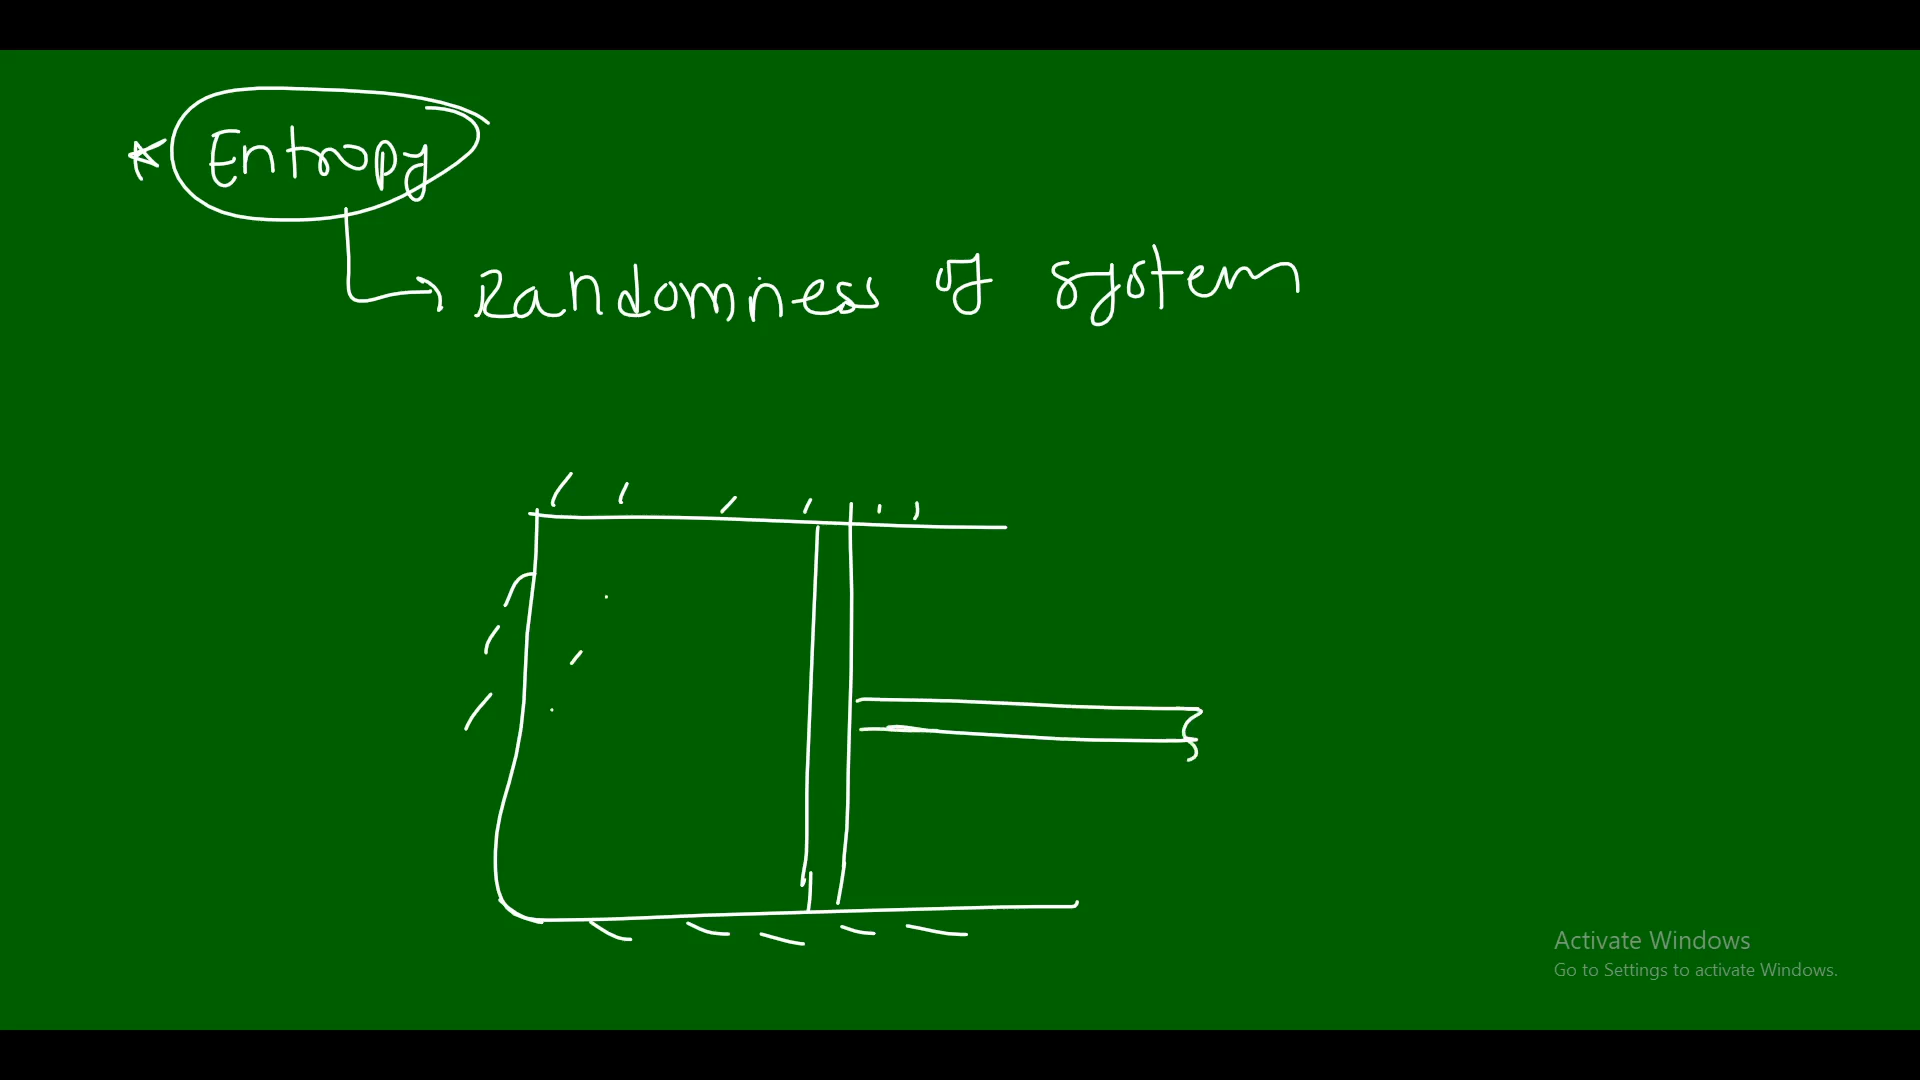 * Entropy
Randomness of system
Activate Windows
Go to Settings to activate Windows.